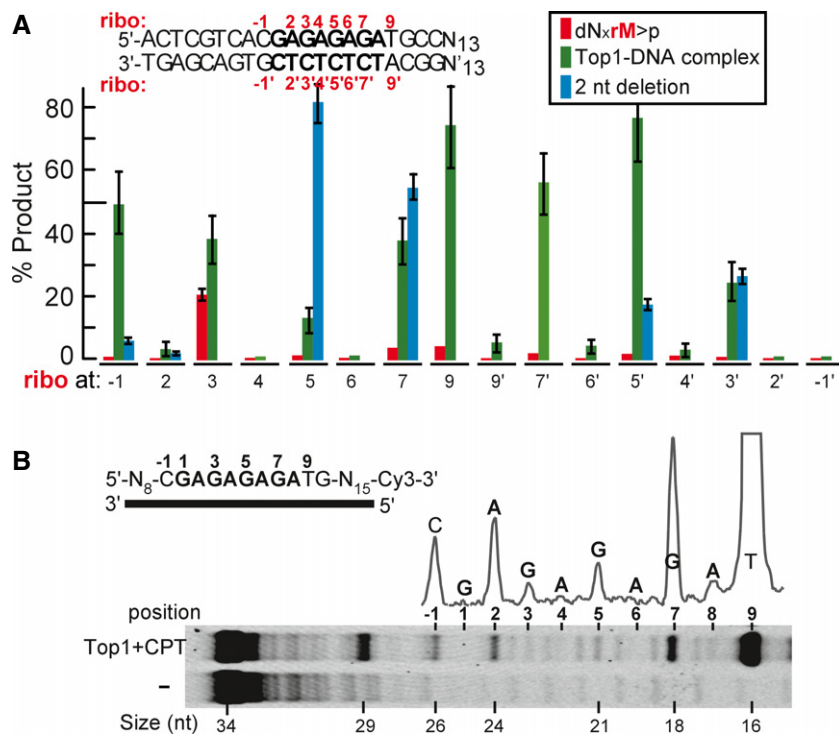 A
ribo: -1 2 3 4 5 6 7 9
5'-ACTCGTCACGAGAGAGATGCCN13
3'-TGAGCAGTGCTCTCTCTACGGN'13
ribo: -1' 2'3'4'5'6'7' 9'
dNxrM>p
Top1-DNA complex
2 nt deletion
% Product
80
60
40
20
0
ribo at: -1 2 3 4 5 6 7 9 9' 7' 6' 5' 4' 3' 2' -1'
B
-1 1 3 5 7 9
5'-N8-CGAGAGAGATG-N15-Cy3-3'
3' 5'
C G A G A G A G A T
position -1 1 2 3 4 5 6 7 8 9
Top1+CPT
–
Size (nt) 34 29 26 24 21 18 16